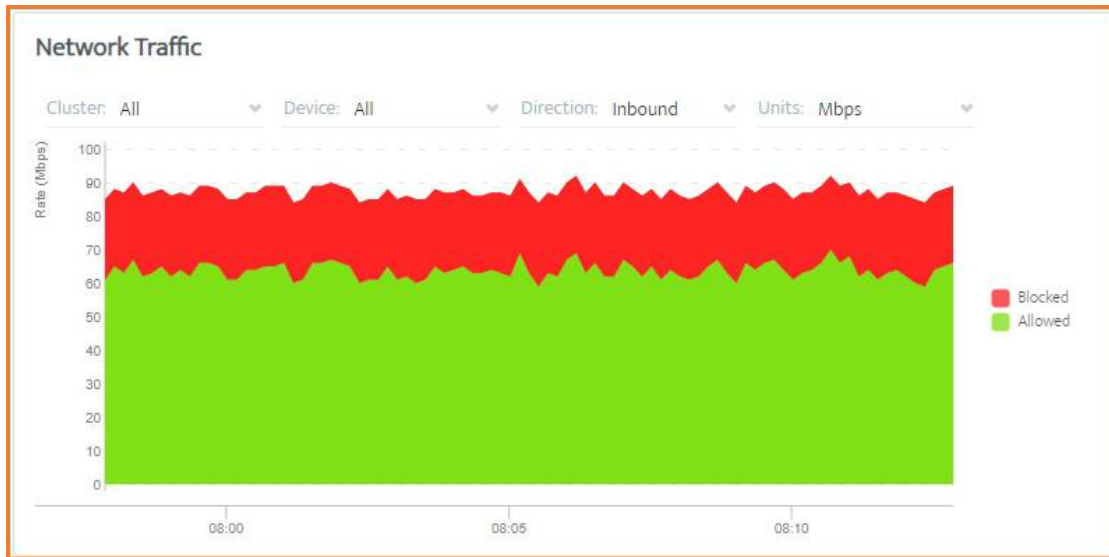 Network Traffic
Cluster: All Device: All Direction: Inbound Units: Mbps
Rate (Mbps)
100
90
80
70
60
50
40
30
20
10
0
Blocked
Allowed
08:00 08:05 08:10